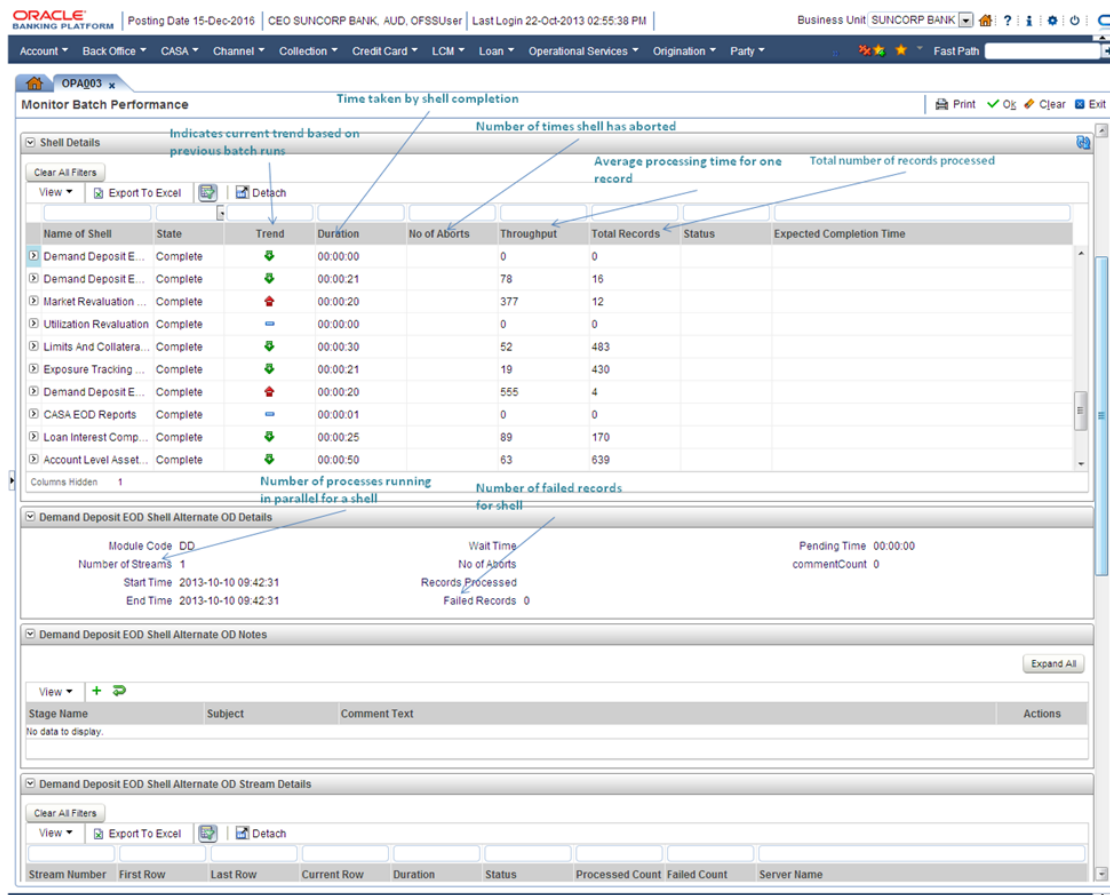 ORACLE
BANKING PLATFORM
Posting Date 15-Dec-2016 CEO SUNCORP BANK, AUD, OFSSUser Last Login 22-Oct-2013 02:55:38 PM Business Unit SUNCORP BANK
Account Back Office CASA Channel Collection Credit Card LCM Loan Operational Services Origination Party Fast Path
OPA003 x
Monitor Batch Performance Print Ok Clear Exit
Time taken by shell completion
Number of times shell has aborted
Indicates current trend based on
previous batch runs
Average processing time for one
record
Total number of records processed
Shell Details
Clear All Filters
View Export To Excel Detach
Name of Shell State Trend Duration No of Aborts Throughput Total Records Status Expected Completion Time
Demand Deposit E... Complete 00:00:00 0 0
Demand Deposit E... Complete 00:00:21 78 16
Market Revaluation ... Complete 00:00:20 377 12
Utilization Revaluation Complete 00:00:00 0 0
Limits And Collatera... Complete 00:00:30 52 483
Exposure Tracking ... Complete 00:00:21 19 430
Demand Deposit E... Complete 00:00:20 555 4
CASA EOD Reports Complete 00:00:01 0 0
Loan Interest Comp... Complete 00:00:25 89 170
Account Level Asset... Complete 00:00:50 63 639
Columns Hidden 1
Number of processes running
in parallel for a shell
Number of failed records
for shell
Demand Deposit EOD Shell Alternate OD Details
Module Code DD Wait Time Pending Time 00:00:00
Number of Streams 1 No of Aborts commentCount 0
Start Time 2013-10-10 09:42:31 Records Processed
End Time 2013-10-10 09:42:31 Failed Records 0
Demand Deposit EOD Shell Alternate OD Notes
Expand All
View
Stage Name Subject Comment Text Actions
No data to display.
Demand Deposit EOD Shell Alternate OD Stream Details
Clear All Filters
View Export To Excel Detach
Stream Number First Row Last Row Current Row Duration Status Processed Count Failed Count Server Name